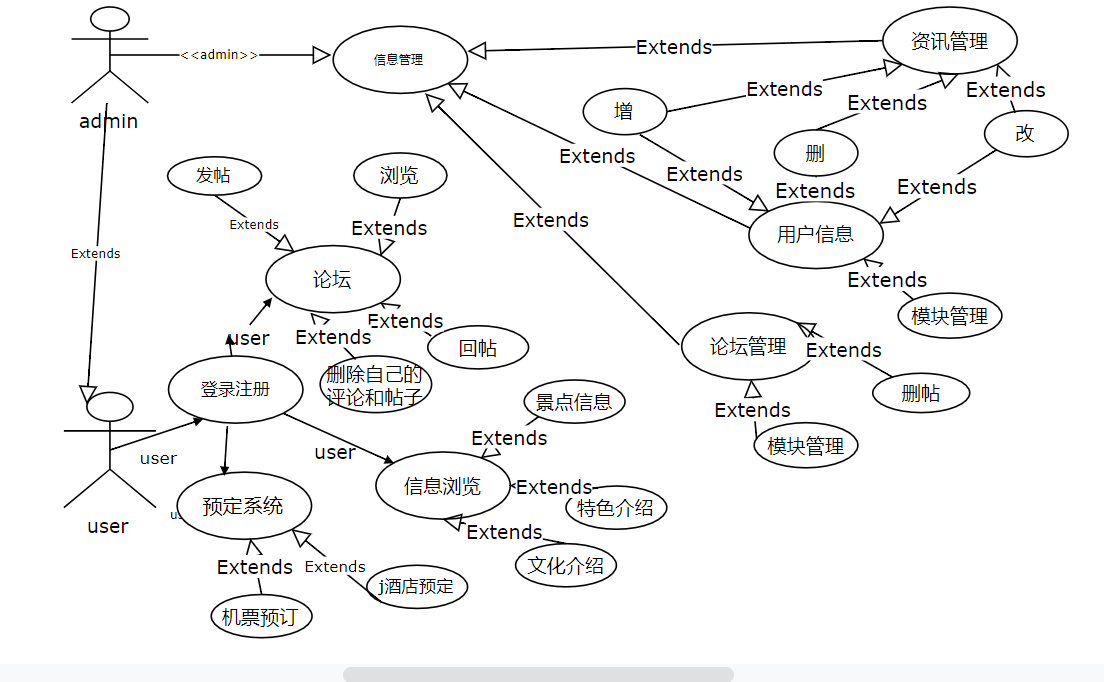 <<admin>>
信息管理
Extends
资讯管理
admin
增
Extends
Extends
Extends
删
改
Extends
Extends
Extends
Extends
发帖
浏览
Extends
Extends
Extends
用户信息
Extends
论坛
Extends
模块管理
user
Extends
Extends
回帖
论坛管理
Extends
登录注册
删除自己的
评论和帖子
删帖
景点信息
Extends
模块管理
user
user
Extends
信息浏览
Extends
特色介绍
预定系统
user
Extends
文化介绍
Extends
Extends
j酒店预定
机票预订